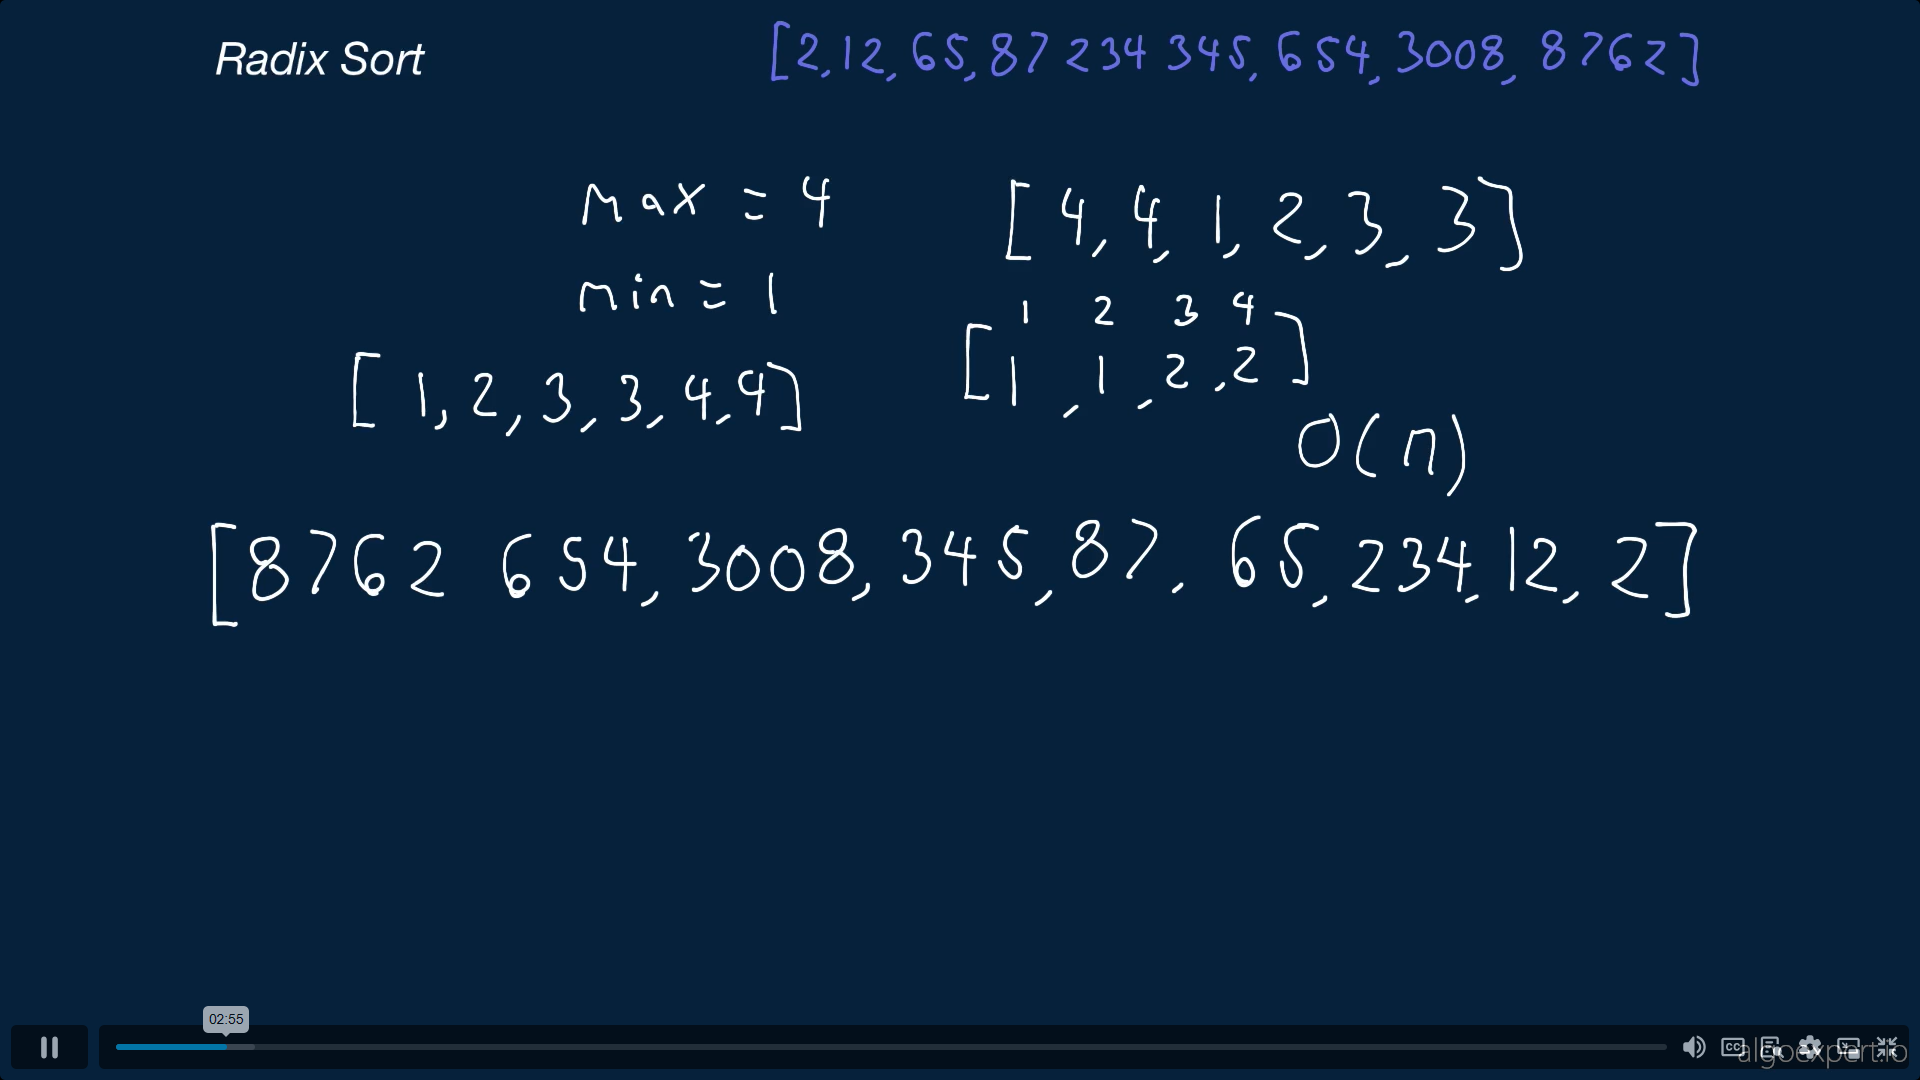 Radix Sort
[2, 12, 65, 87 234 345, 654, 3008, 8762]
max = 4
[4, 4, 1, 2, 3, 3]
min = 1
1 2 3 4
[1, 1, 2, 2]
[1, 2, 3, 3, 4, 4]
O(n)
[8762 654, 3008, 345, 87, 65, 234, 12, 2]
02:55
CC
algoexpert.io